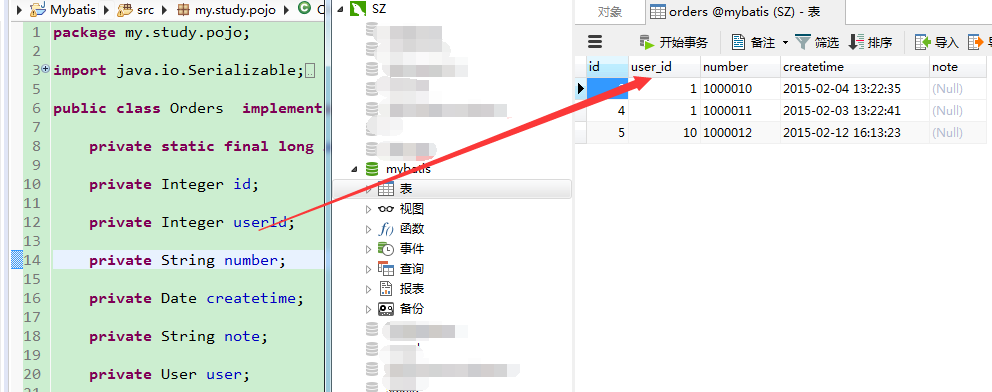 Mybatis src my.study.pojo
1 package my.study.pojo;
2
3 import java.io.Serializable;
5
6 public class Orders implement
7
8 private static final long
9
10 private Integer id;
11
12 private Integer userId;
13
14 private String number;
15
16 private Date createtime;
17
18 private String note;
19
20 private User user;
21
SZ
mybatis
表
视图
函数
事件
查询
报表
备份
对象 orders @mybatis (SZ) - 表
开始事务 备注 筛选 排序 导入
id user_id number createtime note
1 1000010 2015-02-04 13:22:35 (Null)
4 1 1000011 2015-02-03 13:22:41 (Null)
5 10 1000012 2015-02-12 16:13:23 (Null)